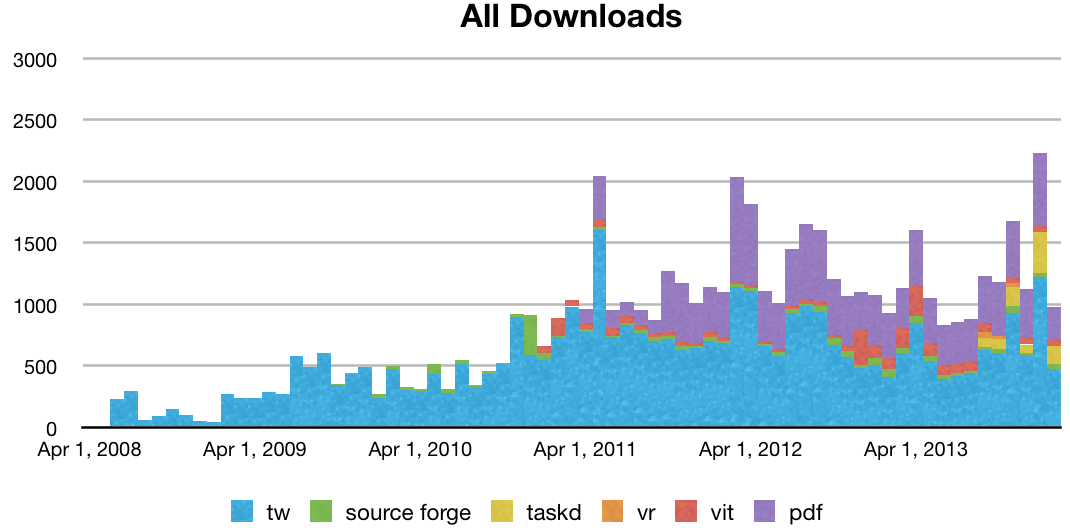 All Downloads
3000
2500
2000
1500
1000
500
0
Apr 1, 2008 Apr 1, 2009 Apr 1, 2010 Apr 1, 2011 Apr 1, 2012 Apr 1, 2013
tw source forge taskd vr vit pdf